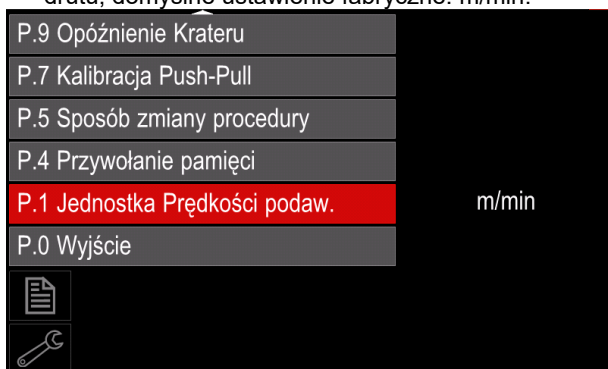 drutu, domyślne ustawienie fabryczne: m/min.
P.9 Opóźnienie Krateru
P.7 Kalibracja Push-Pull
P.5 Sposób zmiany procedury
P.4 Przywołanie pamięci
P.1 Jednostka Prędkości podaw.
m/min
P.0 Wyjście